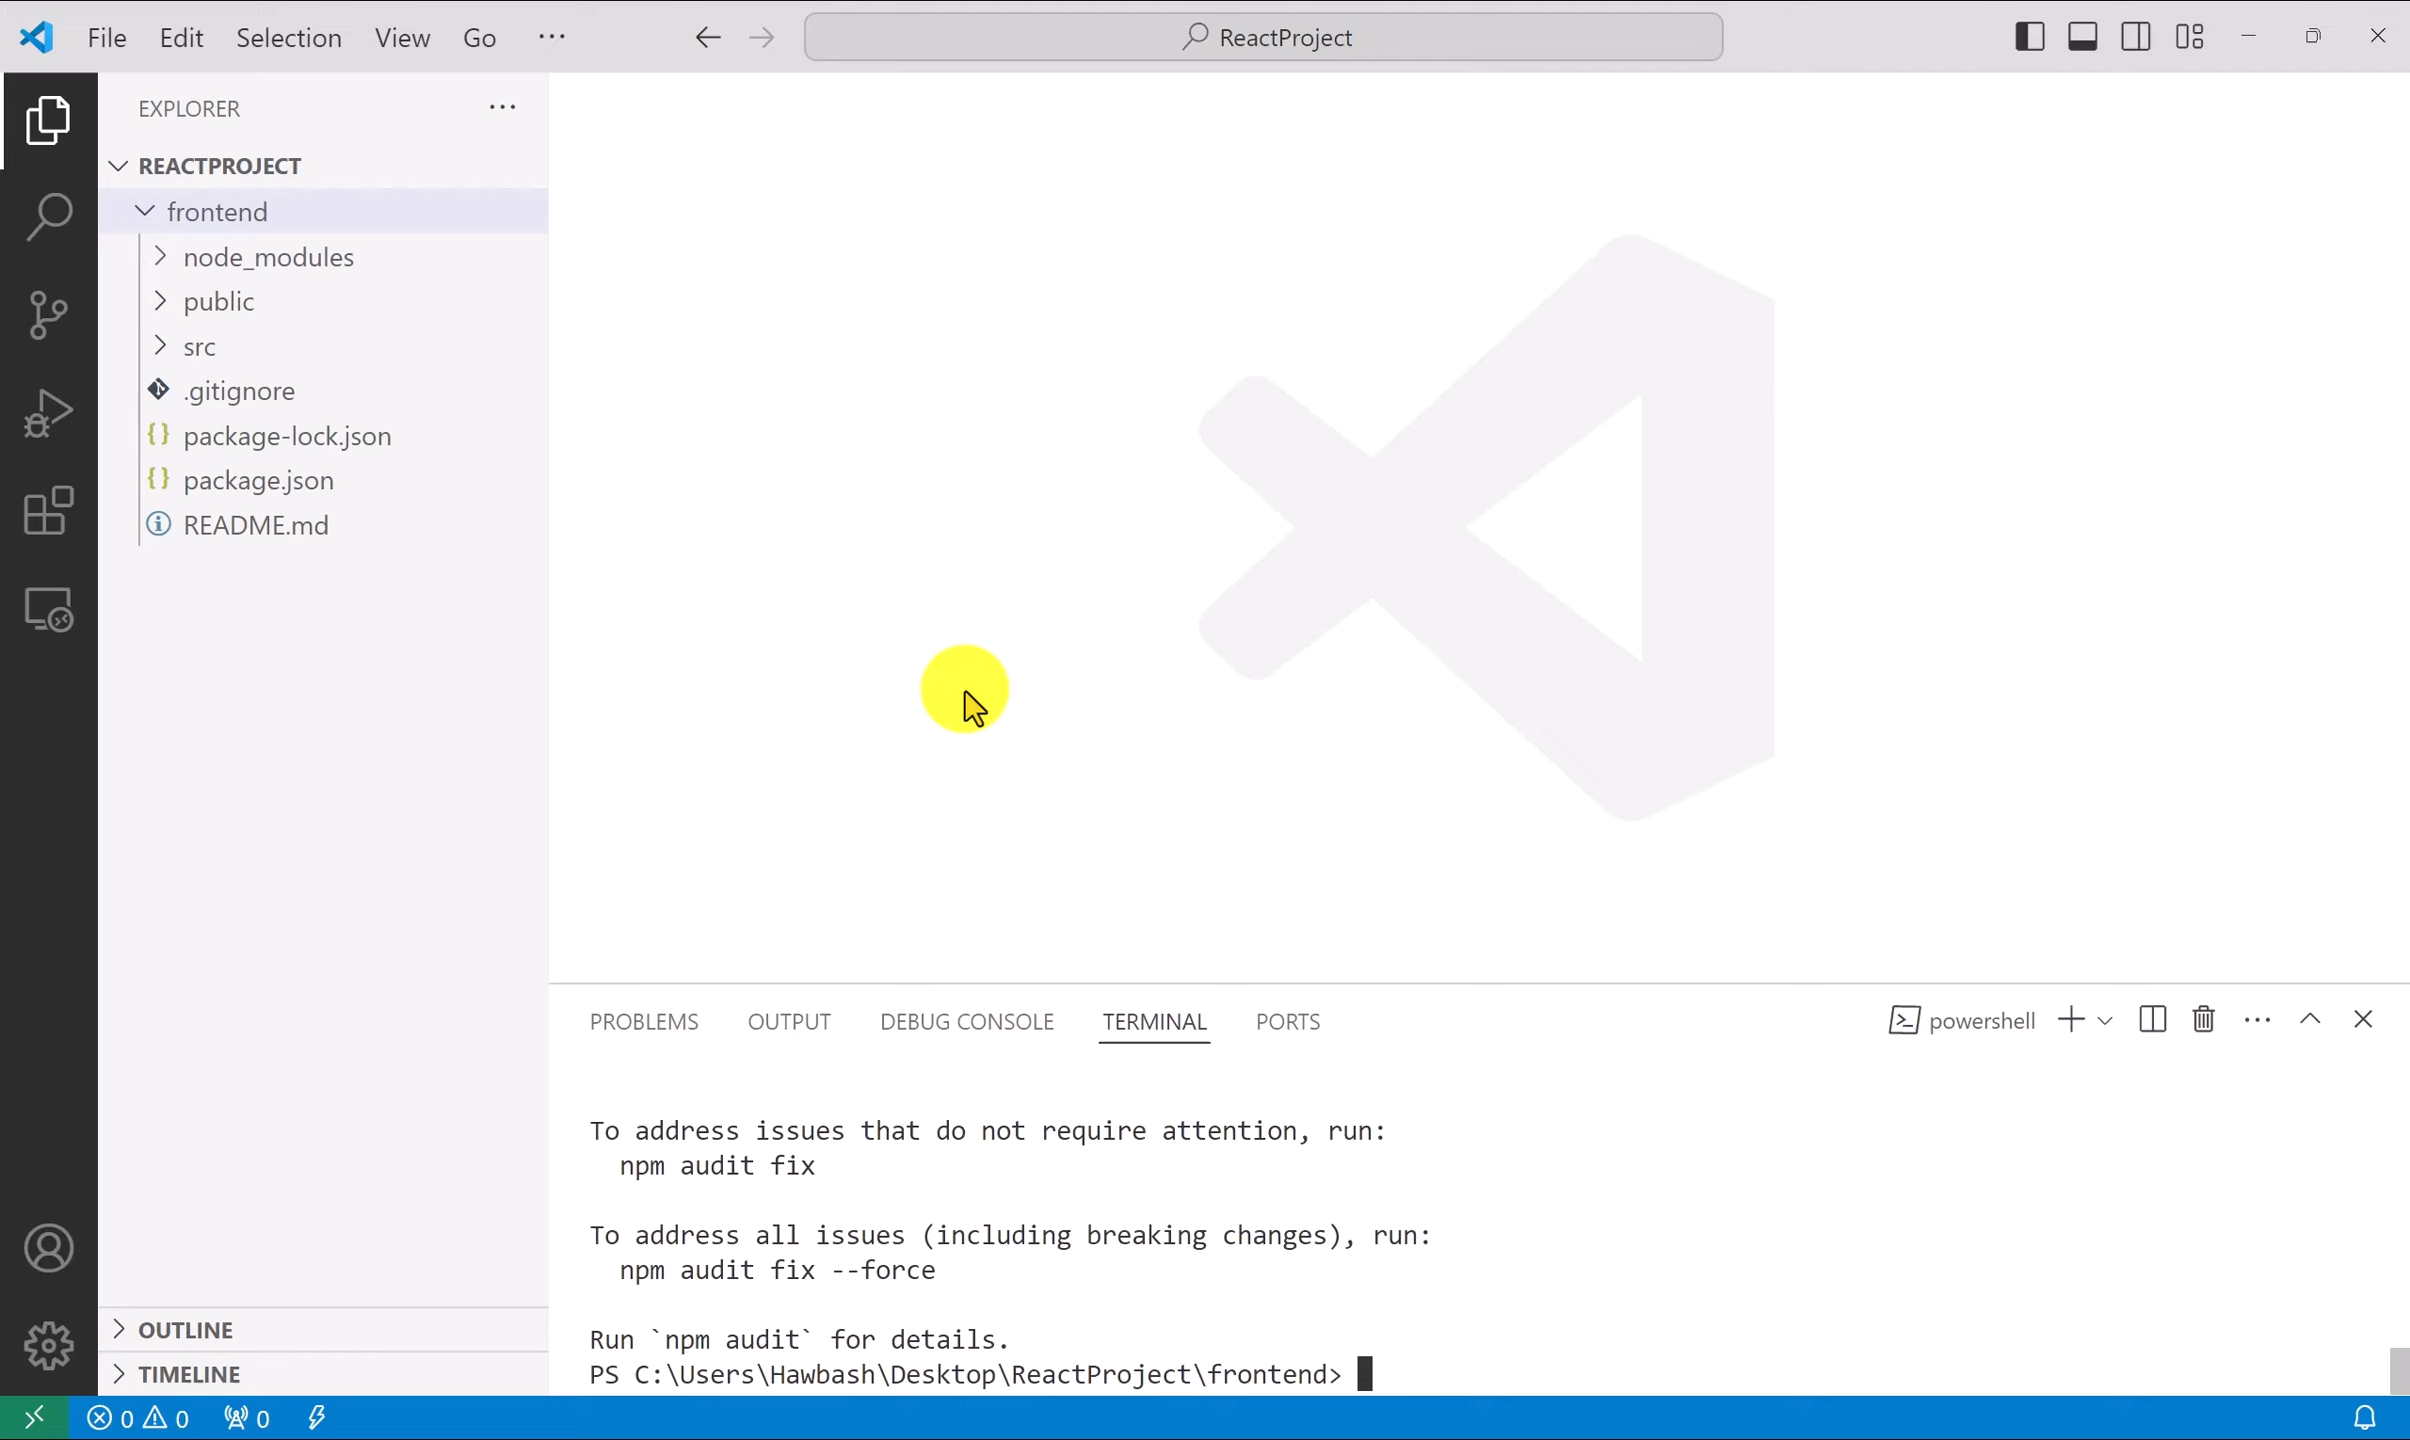 File Edit Selection View Go ··· ReactProject
EXPLORER ···
REACTPROJECT
frontend
node_modules
public
src
.gitignore
package-lock.json
package.json
README.md
OUTLINE
TIMELINE
PROBLEMS OUTPUT DEBUG CONSOLE TERMINAL PORTS powershell
To address issues that do not require attention, run:
npm audit fix
To address all issues (including breaking changes), run:
npm audit fix --force
Run `npm audit` for details.
PS C:\Users\Hawbash\Desktop\ReactProject\frontend>
0 0 0